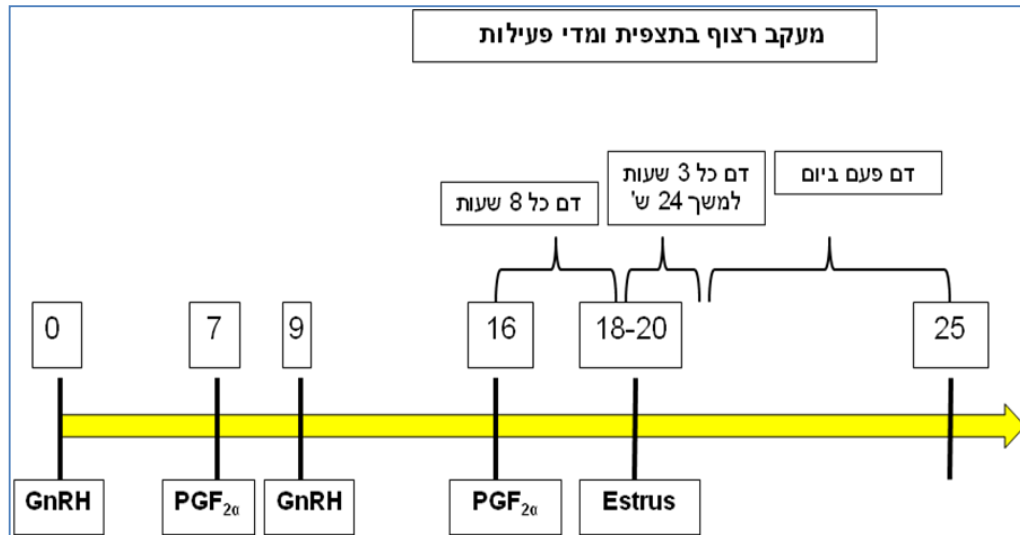 מעקב רצוף בתצפית ומדי פעילות
דם פעם ביום
דם כל 3 שעות
למשך 24 ש'
דם כל 8 שעות
0
7
9
16
18-20
25
GnRH
PGF₂α
GnRH
PGF₂α
Estrus